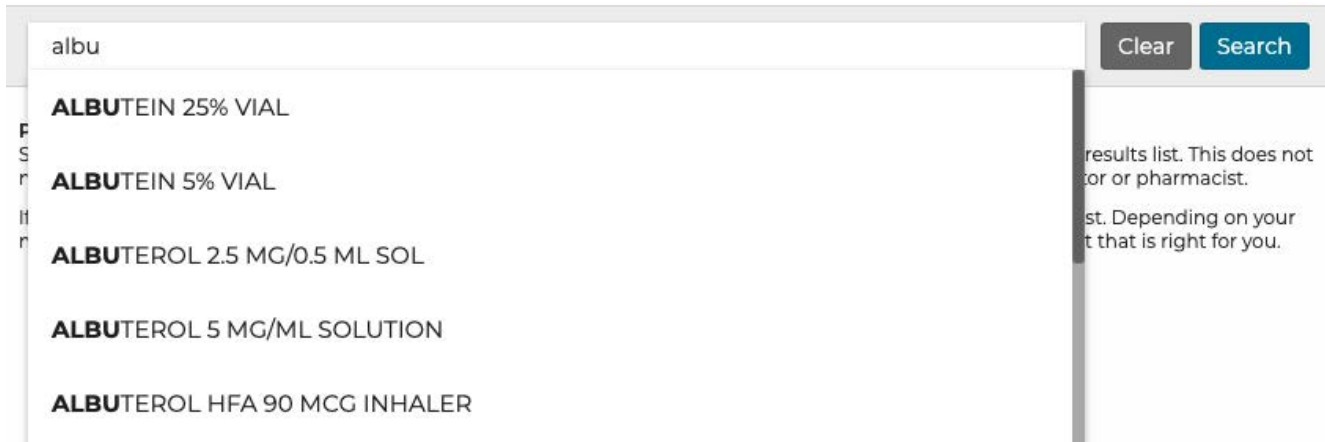 albu
Clear
Search
ALBUTEIN 25% VIAL
results list. This does not
ALBUTEIN 5% VIAL
or or pharmacist.
st. Depending on your
ALBUTEROL 2.5 MG/0.5 ML SOL
that is right for you.
ALBUTEROL 5 MG/ML SOLUTION
ALBUTEROL HFA 90 MCG INHALER